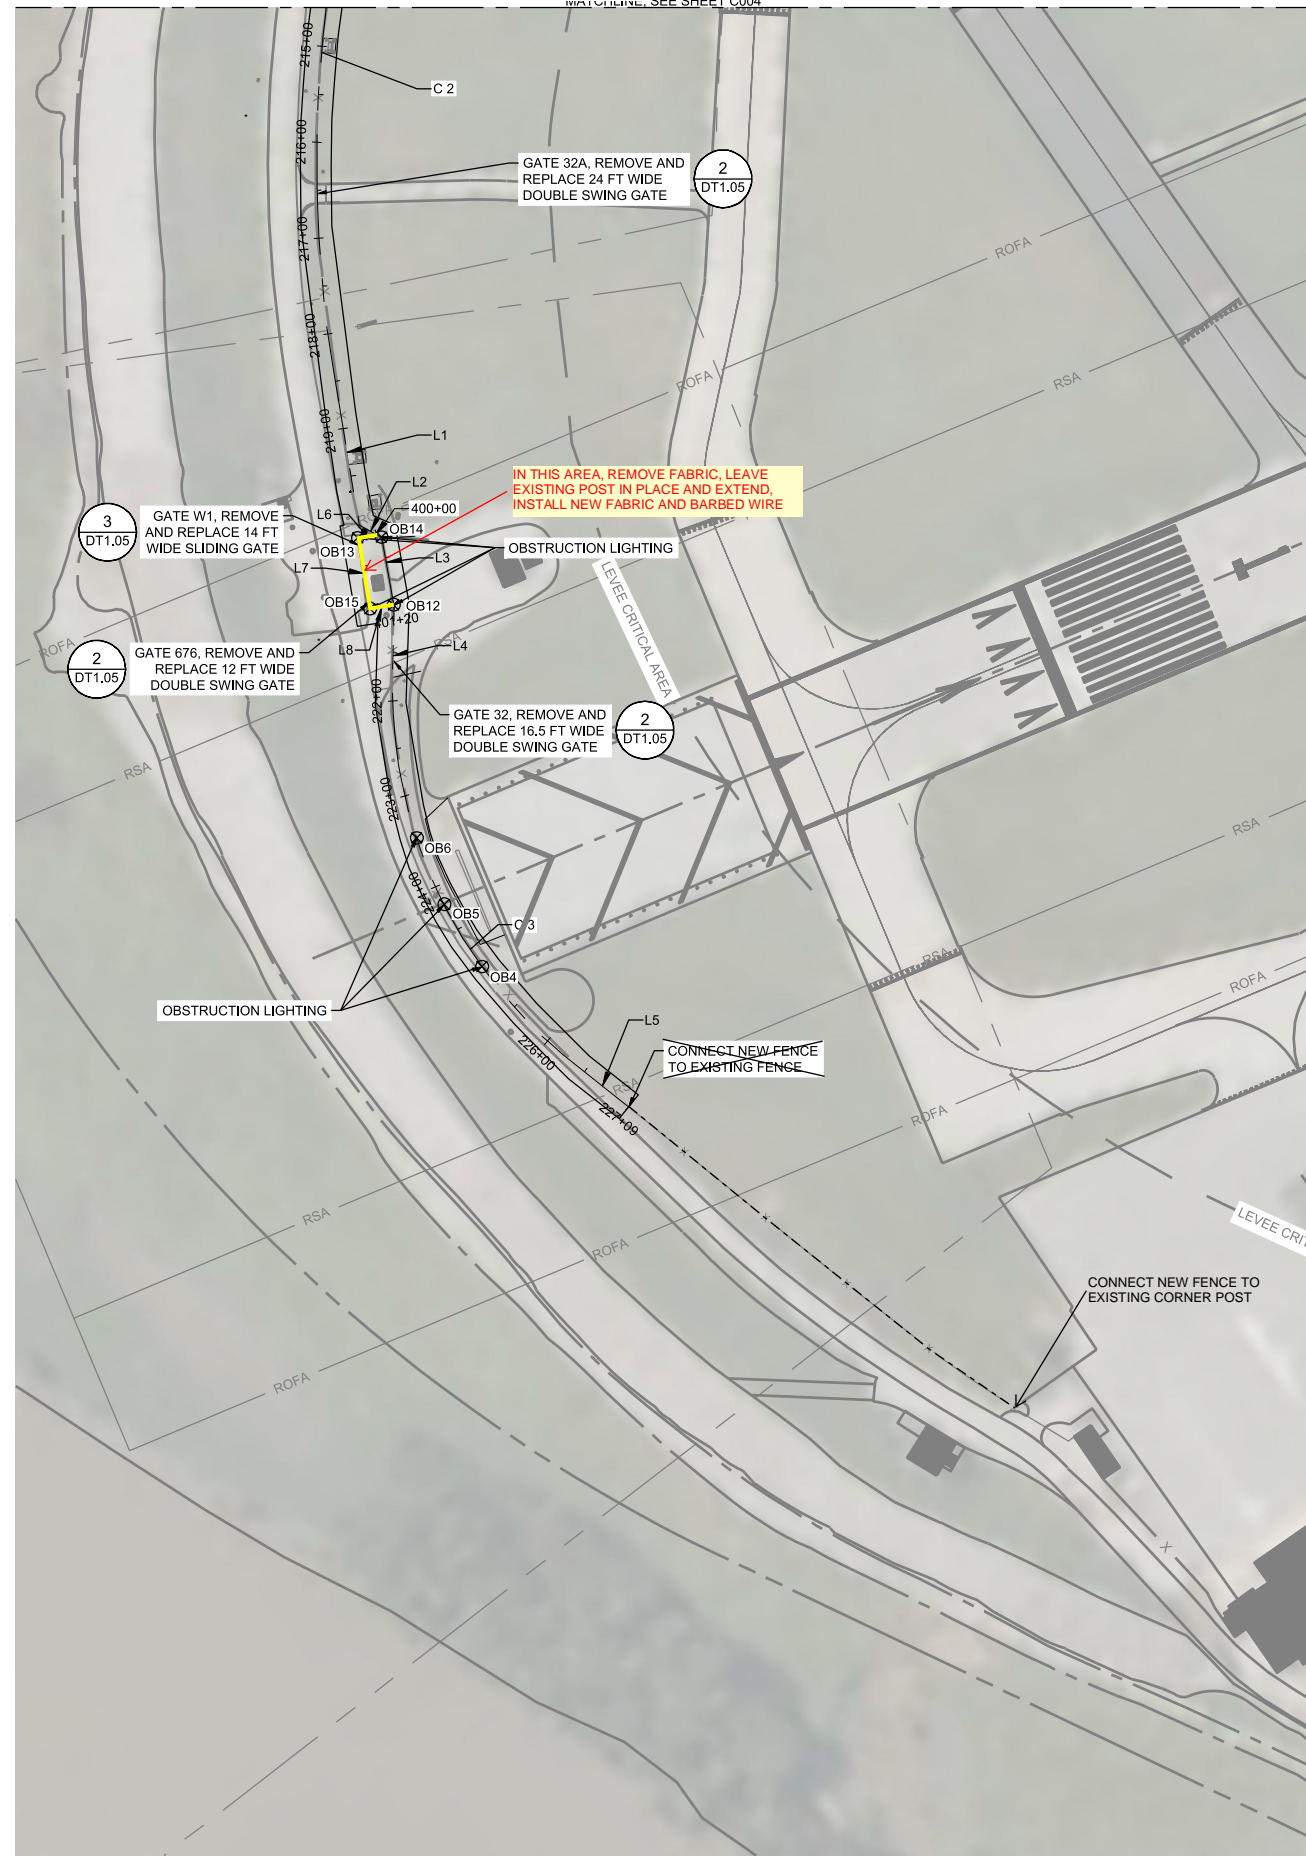 MATCHLINE, SEE SHEET C004
215+00
C 2
216+00
GATE 32A, REMOVE AND
REPLACE 24 FT WIDE
DOUBLE SWING GATE
2
DT1.05
217+00
ROFA
218+00
ROFA
RSA
219+00
L1
IN THIS AREA, REMOVE FABRIC, LEAVE
EXISTING POST IN PLACE AND EXTEND,
INSTALL NEW FABRIC AND BARBED WIRE
L2
400+00
L6
3
DT1.05
GATE W1, REMOVE
AND REPLACE 14 FT
WIDE SLIDING GATE
OB14
OB13
OBSTRUCTION LIGHTING
L3
L7
LEVEE CRITICAL AREA
OB15
OB12
401+20
ROFA
RSA
L8
L4
2
DT1.05
GATE 676, REMOVE AND
REPLACE 12 FT WIDE
DOUBLE SWING GATE
222+00
GATE 32, REMOVE AND
REPLACE 16.5 FT WIDE
DOUBLE SWING GATE
2
DT1.05
RSA
223+00
RSA
OB6
224+00
OB5
C 3
RSA
OB4
ROFA
OBSTRUCTION LIGHTING
L5
226+00
CONNECT NEW FENCE
TO EXISTING FENCE
RSA
227+09
ROFA
RSA
ROFA
LEVEE CRIT
CONNECT NEW FENCE TO
EXISTING CORNER POST
ROFA